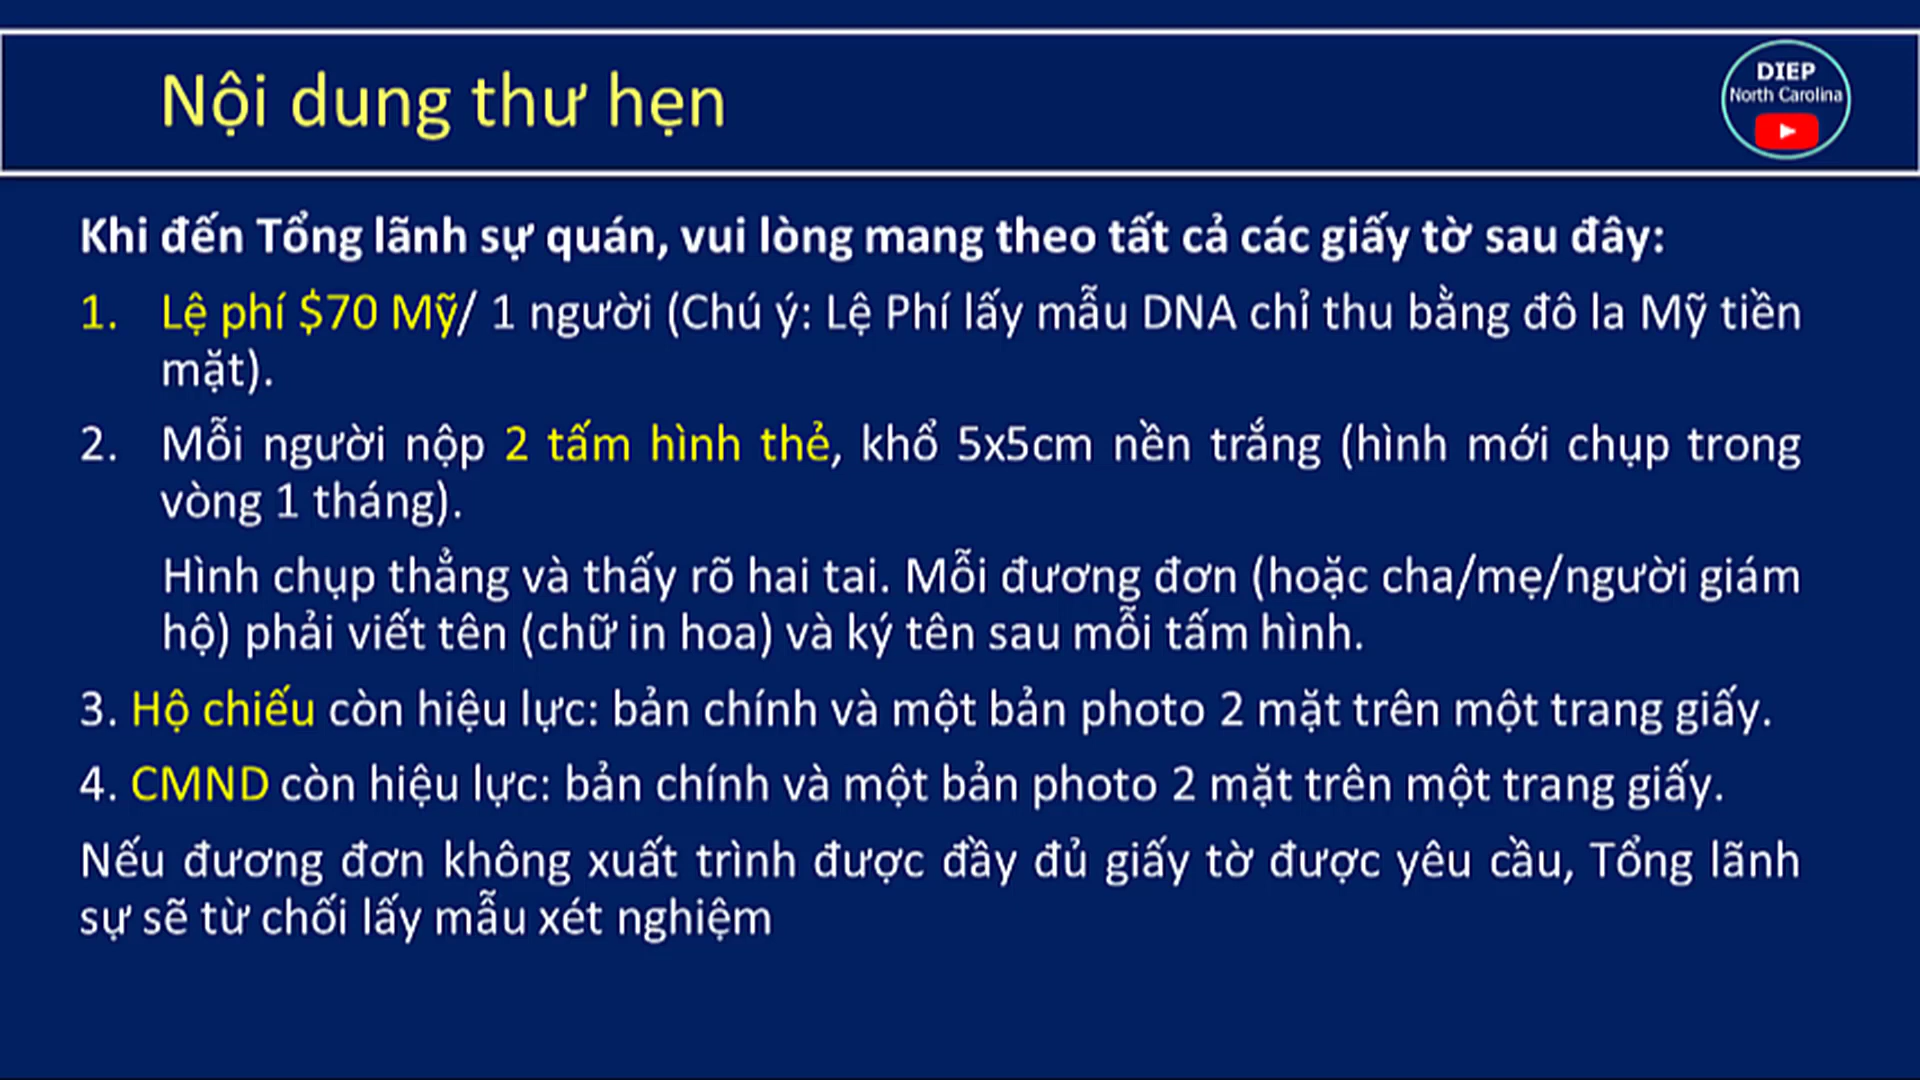 Nội dung thư hẹn
DIEP
North Carolina
Khi đến Tổng lãnh sự quán, vui lòng mang theo tất cả các giấy tờ sau đây:
1. Lệ phí $70 Mỹ/ 1 người (Chú ý: Lệ Phí lấy mẫu DNA chỉ thu bằng đô la Mỹ tiền
mặt).
2. Mỗi người nộp 2 tấm hình thẻ, khổ 5x5cm nền trắng (hình mới chụp trong
vòng 1 tháng).
Hình chụp thẳng và thấy rõ hai tai. Mỗi đương đơn (hoặc cha/mẹ/người giám
hộ) phải viết tên (chữ in hoa) và ký tên sau mỗi tấm hình.
3. Hộ chiếu còn hiệu lực: bản chính và một bản photo 2 mặt trên một trang giấy.
4. CMND còn hiệu lực: bản chính và một bản photo 2 mặt trên một trang giấy.
Nếu đương đơn không xuất trình được đầy đủ giấy tờ được yêu cầu, Tổng lãnh
sự sẽ từ chối lấy mẫu xét nghiệm